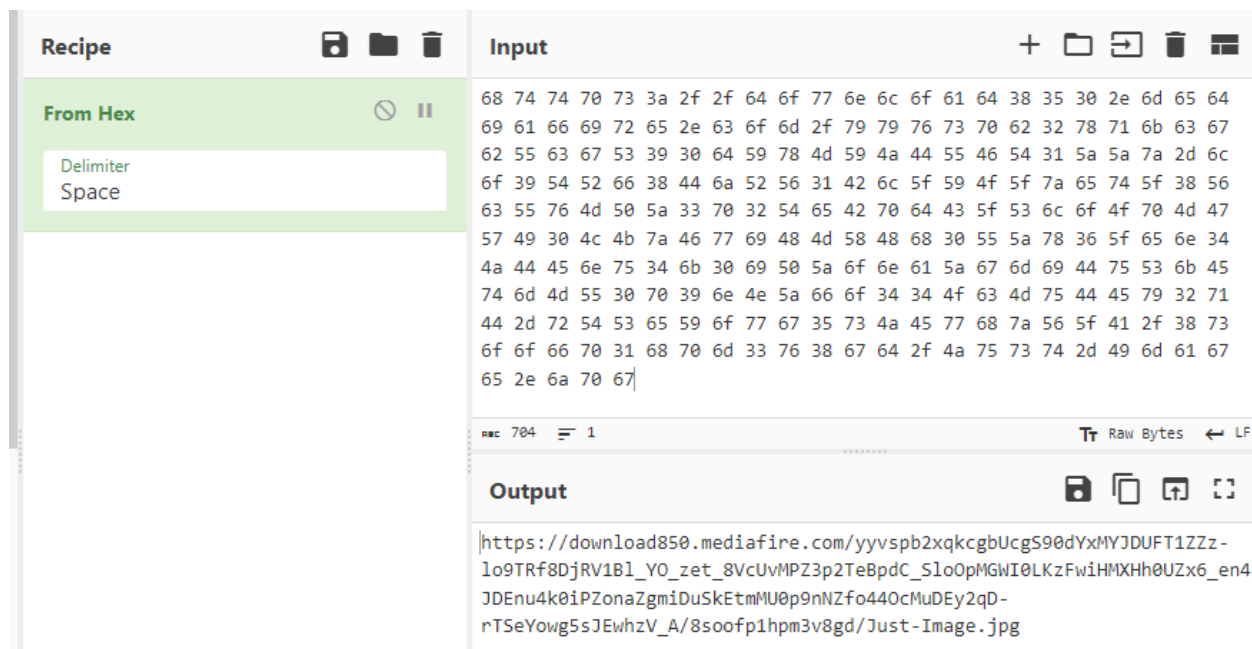 Recipe
From Hex
Delimiter
Space
Input
68 74 74 70 73 3a 2f 2f 64 6f 77 6e 6c 6f 61 64 38 35 30 2e 6d 65 64
69 61 66 69 72 65 2e 63 6f 6d 2f 79 79 76 73 70 62 32 78 71 6b 63 67
62 55 63 67 53 39 30 64 59 78 4d 59 4a 44 55 46 54 31 5a 5a 7a 2d 6c
6f 39 54 52 66 38 44 6a 52 56 31 42 6c 5f 59 4f 5f 7a 65 74 5f 38 56
63 55 76 4d 50 5a 33 70 32 54 65 42 70 64 43 5f 53 6c 6f 4f 70 4d 47
57 49 30 4c 4b 7a 46 77 69 48 4d 58 48 68 30 55 5a 78 36 5f 65 6e 34
4a 44 45 6e 75 34 6b 30 69 50 5a 6f 6e 61 5a 67 6d 69 44 75 53 6b 45
74 6d 4d 55 30 70 39 6e 4e 5a 66 6f 34 34 4f 63 4d 75 44 45 79 32 71
44 2d 72 54 53 65 59 6f 77 67 35 73 4a 45 77 68 7a 56 5f 41 2f 38 73
6f 6f 66 70 31 68 70 6d 33 76 38 67 64 2f 4a 75 73 74 2d 49 6d 61 67
65 2e 6a 70 67
ABC 704 1
Tт Raw Bytes LF
Output
https://download850.mediafire.com/yyvspb2xqkcgbUcgS90dYxMYJDUFT1ZZz-
lo9TRf8DjRV1Bl_YO_zet_8VcUvMPZ3p2TeBpdC_SloOpMGWI0LKzFwiHMXHh0UZx6_en4
JDEnu4k0iPZonaZgmiDuSkEtmMU0p9nNZfo44OcMuDEy2qD-
rTSeYowg5sJEwhzV_A/8soofp1hpm3v8gd/Just-Image.jpg